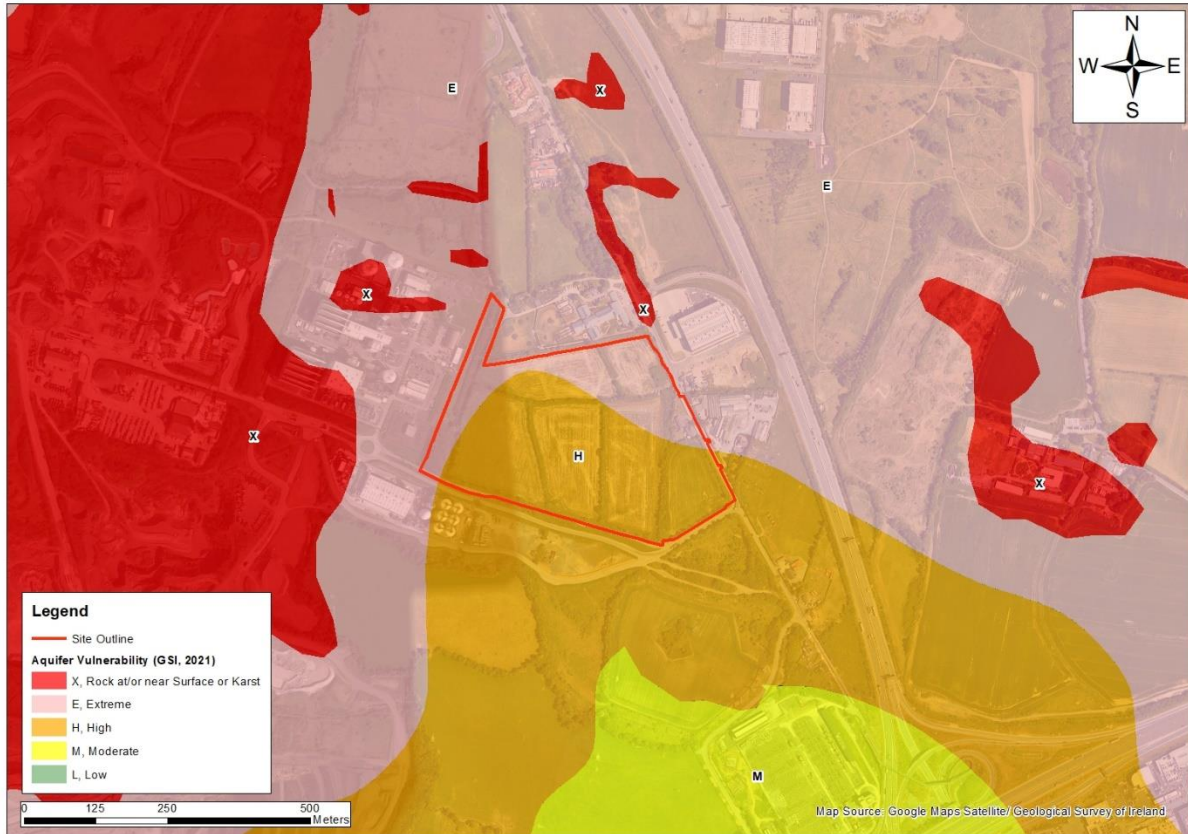 N
W E
S
E
X
E
X
X
X
H
X
M
Legend
Site Outline
Aquifer Vulnerability (GSI, 2021)
X, Rock at/or near Surface or Karst
E, Extreme
H, High
M, Moderate
L, Low
0 125 250 500
Meters
Map Source: Google Maps Satellite/ Geological Survey of Ireland